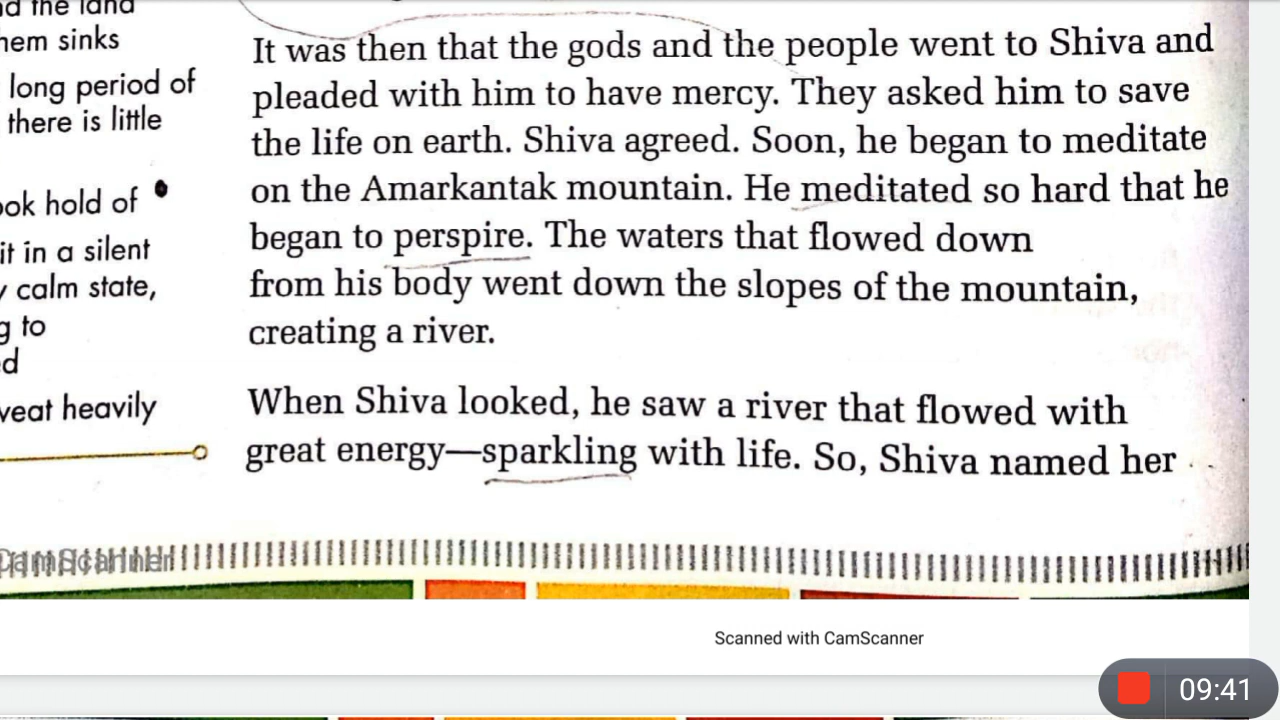 nd the land
hem sinks
long period of
there is little
ook hold of
it in a silent
y calm state,
g to
ed
weat heavily
It was then that the gods and the people went to Shiva and
pleaded with him to have mercy. They asked him to save
the life on earth. Shiva agreed. Soon, he began to meditate
on the Amarkantak mountain. He meditated so hard that he
began to perspire. The waters that flowed down
from his body went down the slopes of the mountain,
creating a river.
When Shiva looked, he saw a river that flowed with
great energy—sparkling with life. So, Shiva named her
CamScanner
Scanned with CamScanner
09:41